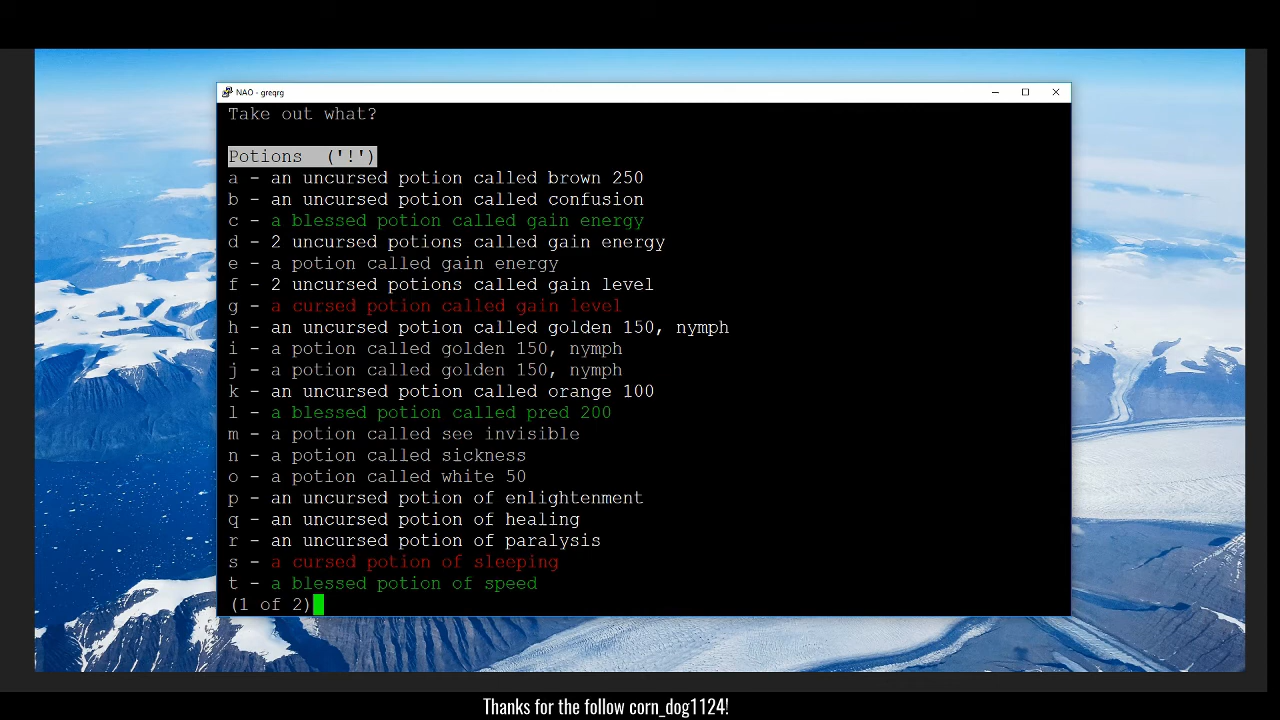 NAO - greqrg
Take out what?
Potions ('!')
a - an uncursed potion called brown 250
b - an uncursed potion called confusion
c - a blessed potion called gain energy
d - 2 uncursed potions called gain energy
e - a potion called gain energy
f - 2 uncursed potions called gain level
g - a cursed potion called gain level
h - an uncursed potion called golden 150, nymph
i - a potion called golden 150, nymph
j - a potion called golden 150, nymph
k - an uncursed potion called orange 100
l - a blessed potion called pred 200
m - a potion called see invisible
n - a potion called sickness
o - a potion called white 50
p - an uncursed potion of enlightenment
q - an uncursed potion of healing
r - an uncursed potion of paralysis
s - a cursed potion of sleeping
t - a blessed potion of speed
(1 of 2)
Thanks for the follow corn_dog1124!